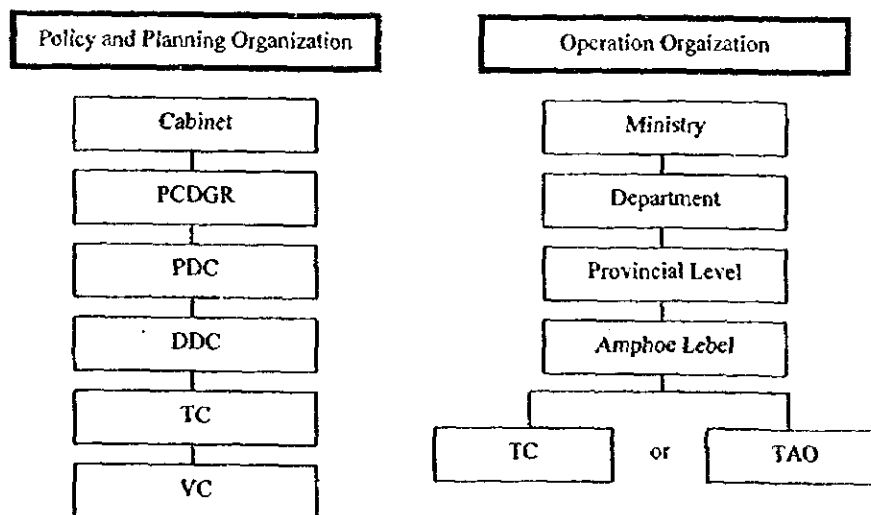 Policy and Planning Organization
Cabinet
PCDGR
PDC
DDC
TC
VC
Operation Orgaization
Ministry
Department
Provincial Level
Amphoe Lebel
TC or TAO